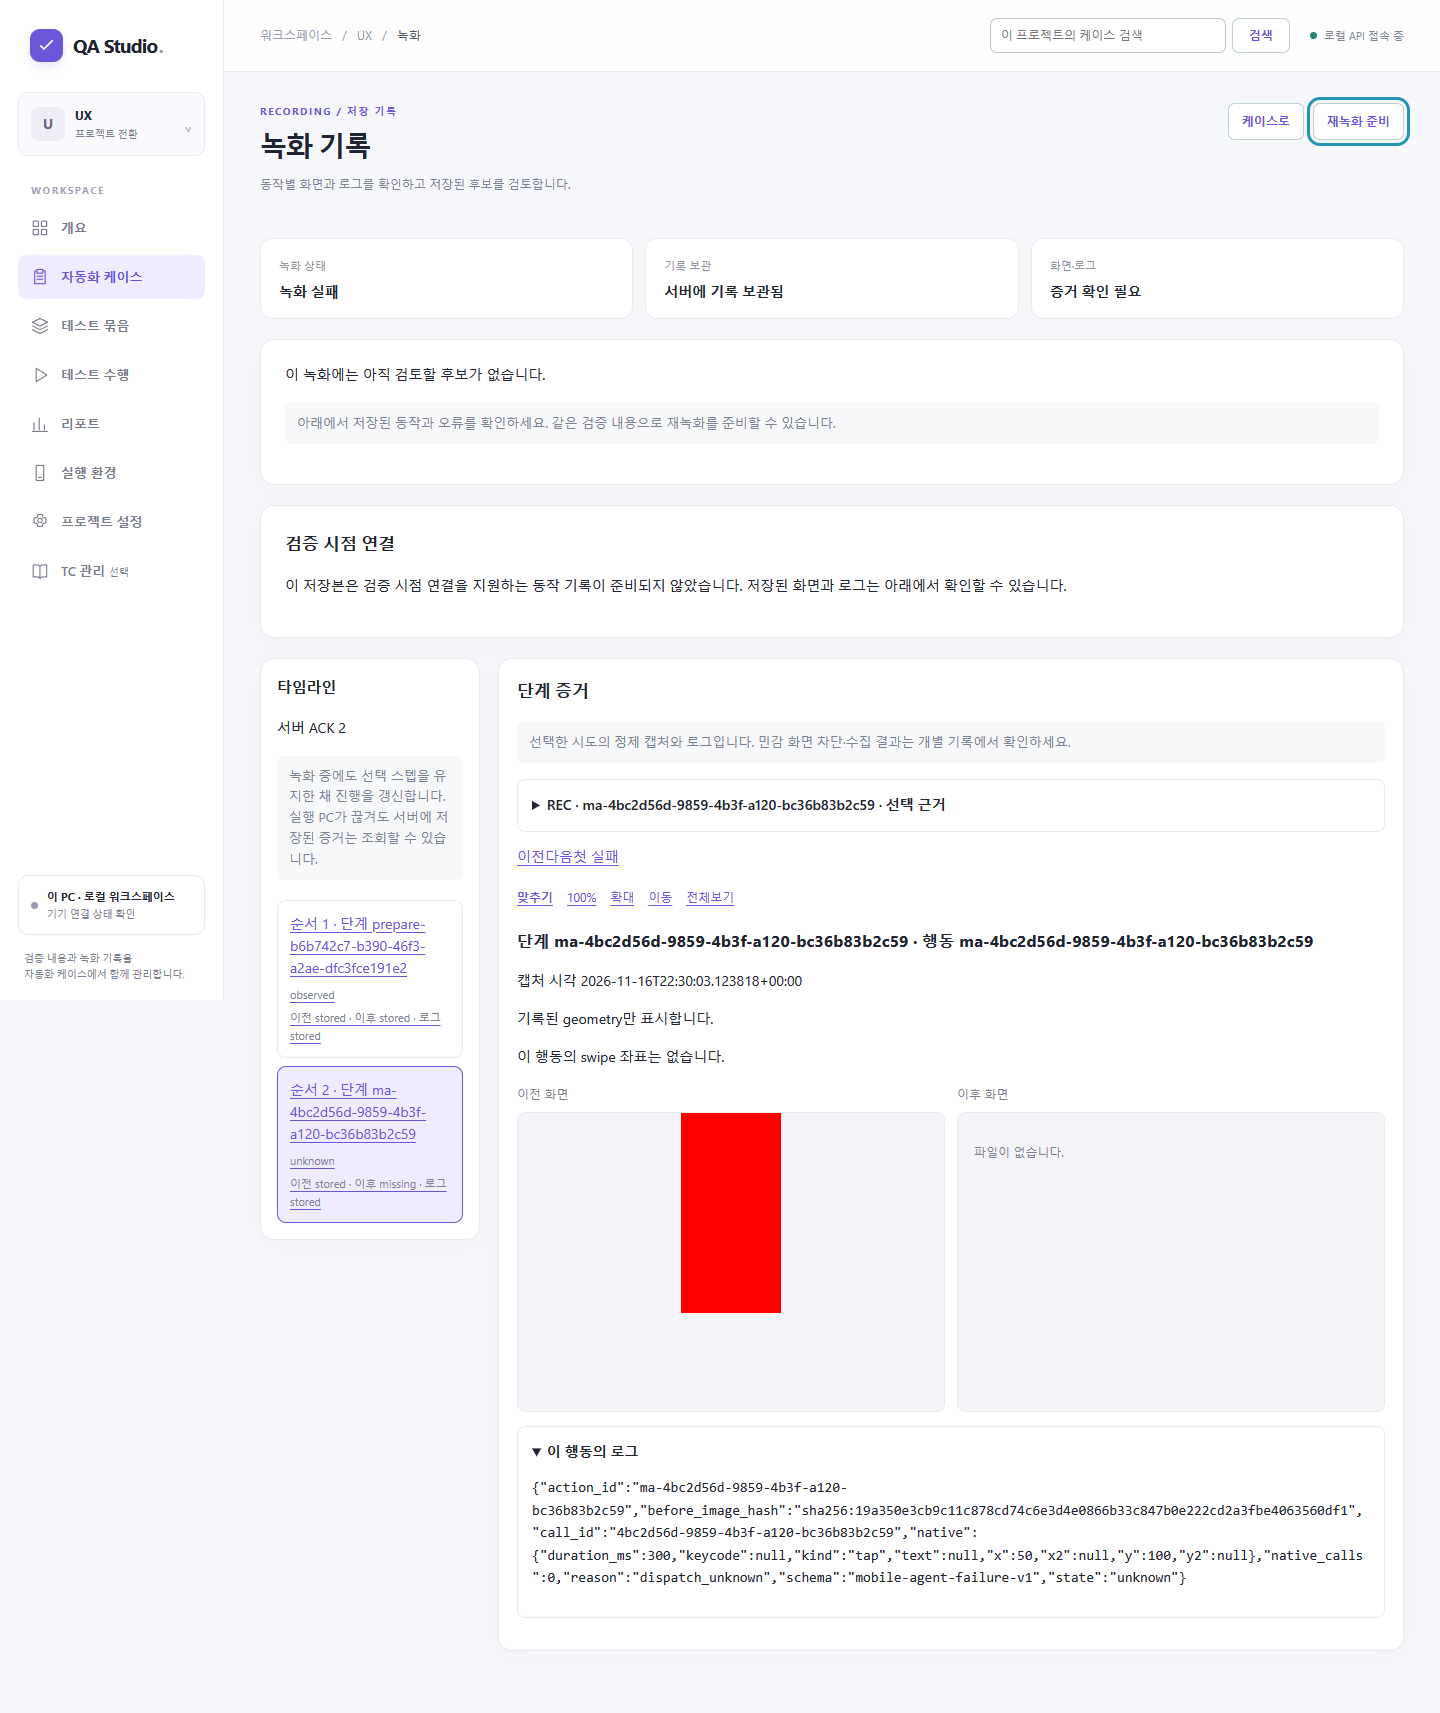 QA Studio.
U
UX
프로젝트 전환
WORKSPACE
개요
자동화 케이스
테스트 묶음
테스트 수행
리포트
실행 환경
프로젝트 설정
TC 관리 선택
이 PC · 로컬 워크스페이스
기기 연결 상태 확인
검증 내용과 녹화 기록을
자동화 케이스에서 함께 관리합니다.
워크스페이스 / UX / 녹화
이 프로젝트의 케이스 검색
검색
로컬 API 접속 중
RECORDING / 저장 기록
녹화 기록
동작별 화면과 로그를 확인하고 저장된 후보를 검토합니다.
케이스로
재녹화 준비
녹화 상태
녹화 실패
기록 보관
서버에 기록 보관됨
화면·로그
증거 확인 필요
이 녹화에는 아직 검토할 후보가 없습니다.
아래에서 저장된 동작과 오류를 확인하세요. 같은 검증 내용으로 재녹화를 준비할 수 있습니다.
검증 시점 연결
이 저장본은 검증 시점 연결을 지원하는 동작 기록이 준비되지 않았습니다. 저장된 화면과 로그는 아래에서 확인할 수 있습니다.
타임라인
서버 ACK 2
녹화 중에도 선택 스텝을 유
지한 채 진행을 갱신합니다.
실행 PC가 끊겨도 서버에 저
장된 증거는 조회할 수 있습
니다.
순서 1 · 단계 prepare-
b6b742c7-b390-46f3-
a2ae-dfc3fce191e2
observed
이전 stored · 이후 stored · 로그
stored
순서 2 · 단계 ma-
4bc2d56d-9859-4b3f-
a120-bc36b83b2c59
unknown
이전 stored · 이후 missing · 로그
stored
단계 증거
선택한 시도의 정제 캡처와 로그입니다. 민감 화면 차단·수집 결과는 개별 기록에서 확인하세요.
▶ REC · ma-4bc2d56d-9859-4b3f-a120-bc36b83b2c59 · 선택 근거
이전다음첫 실패
맞추기 100% 확대 이동 전체보기
단계 ma-4bc2d56d-9859-4b3f-a120-bc36b83b2c59 · 행동 ma-4bc2d56d-9859-4b3f-a120-bc36b83b2c59
캡처 시각 2026-11-16T22:30:03.123818+00:00
기록된 geometry만 표시합니다.
이 행동의 swipe 좌표는 없습니다.
이전 화면
이후 화면
파일이 없습니다.
▼ 이 행동의 로그
{"action_id":"ma-4bc2d56d-9859-4b3f-a120-
bc36b83b2c59","before_image_hash":"sha256:19a350e3cb9c11c878cd74c6e3d4e0866b33c847b0e222cd2a3fbe4063560df1",
"call_id":"4bc2d56d-9859-4b3f-a120-bc36b83b2c59","native":
{"duration_ms":300,"keycode":null,"kind":"tap","text":null,"x":50,"x2":null,"y":100,"y2":null},"native_calls
":0,"reason":"dispatch_unknown","schema":"mobile-agent-failure-v1","state":"unknown"}